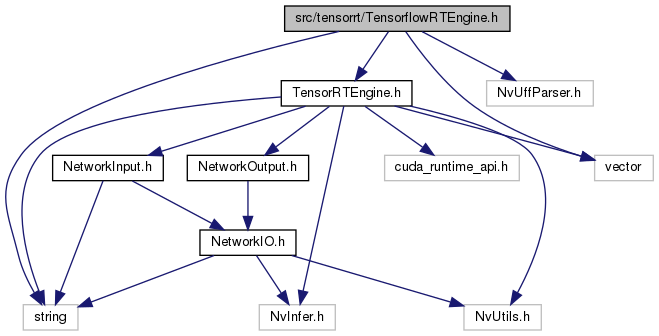 src/tensorrt/TensorflowRTEngine.h
TensorRTEngine.h
NvUffParser.h
NetworkInput.h
NetworkOutput.h
cuda_runtime_api.h
vector
NetworkIO.h
string
NvInfer.h
NvUtils.h